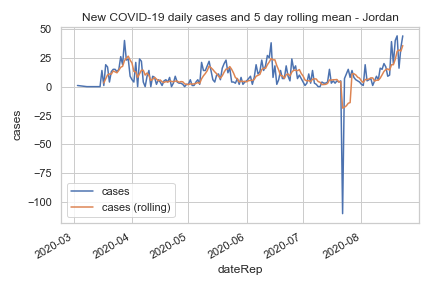 New COVID-19 daily cases and 5 day rolling mean - Jordan
50
25
0
−25
−50
−75
−100
cases
cases
cases (rolling)
2020-03
2020-04
2020-05
2020-06
2020-07
2020-08
dateRep